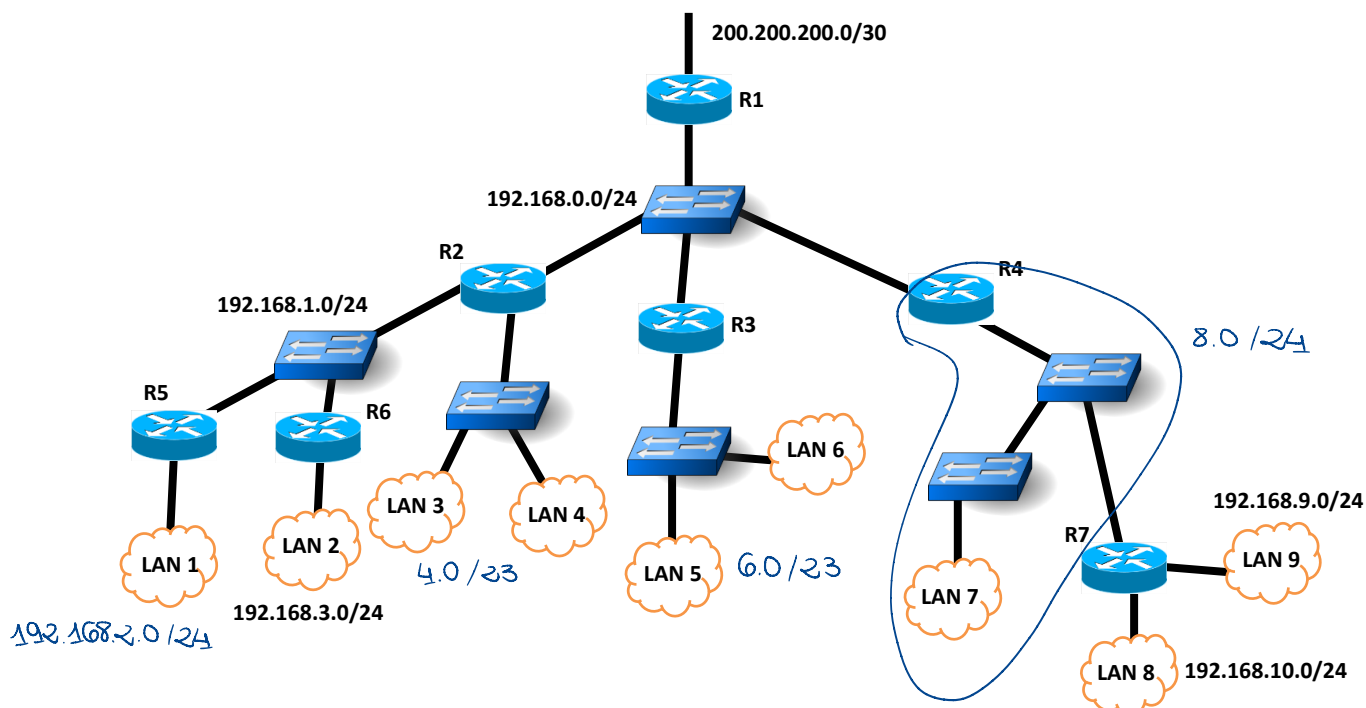 200.200.200.0/30
R1
192.168.0.0/24
R2
R4
192.168.1.0/24
R3
8.0/24
R5
R6
LAN 6
LAN 3
LAN 4
192.168.9.0/24
R7
LAN 1
LAN 2
4.0/23
LAN 5
6.0/23
LAN 9
LAN 7
192.168.3.0/24
192.168.2.0/24
LAN 8
192.168.10.0/24